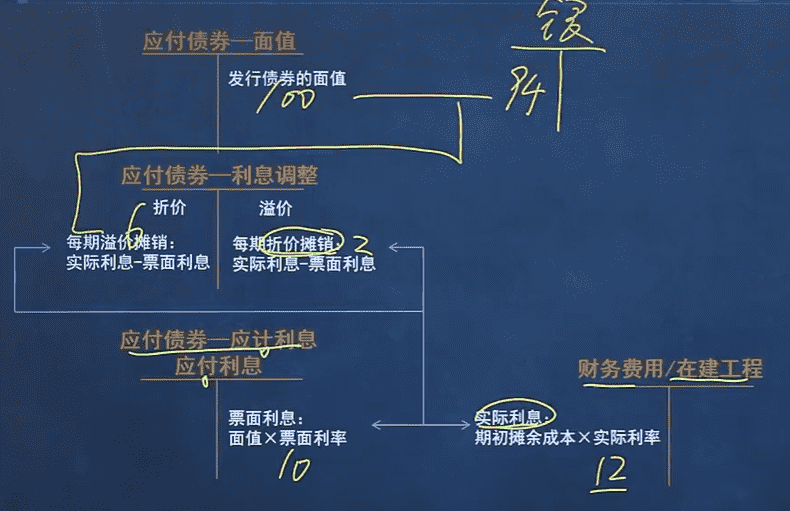 银
应付债券—面值
发行债券的面值
100
94
应付债券—利息调整
折价
溢价
6
每期溢价摊销：
实际利息-票面利息
每期折价摊销：
2
实际利息-票面利息
应付债券—应计利息
应付利息
财务费用/在建工程
票面利息：
面值×票面利率
10
实际利息：
期初摊余成本×实际利率
12